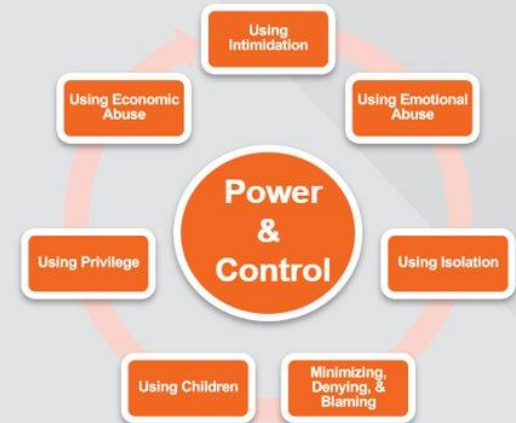 Using
Intimidation
Using Emotional
Abuse
Using Isolation
Minimizing,
Denying, &
Blaming
Using Children
Using Privilege
Using Economic
Abuse
Power
&
Control